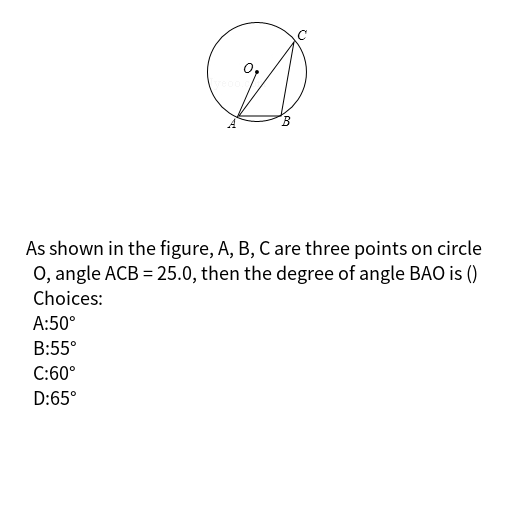 C
O
A
B
As shown in the figure, A, B, C are three points on circle
O, angle ACB = 25.0, then the degree of angle BAO is ()
Choices:
A:50°
B:55°
C:60°
D:65°